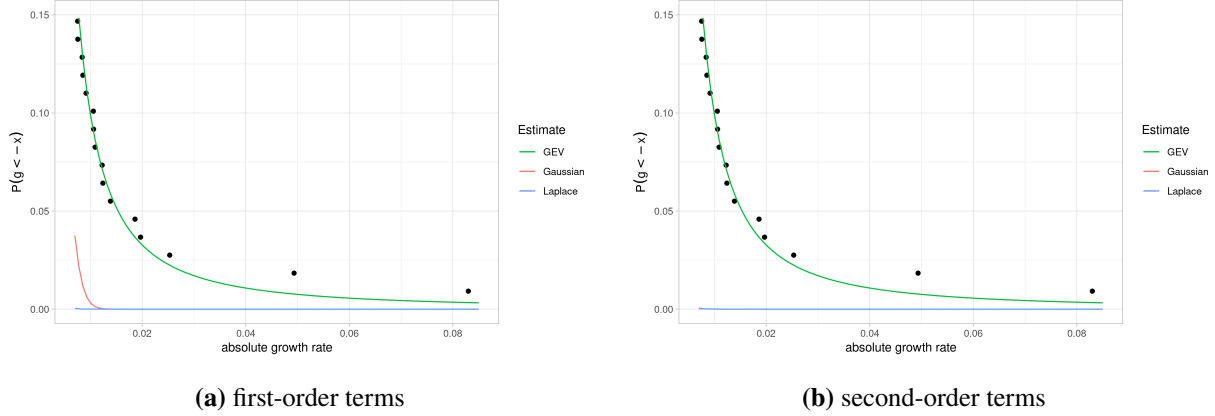 0.15
0.10
0.05
0.00
P(g < − x)
0.02
0.04
0.06
0.08
absolute growth rate
Estimate
GEV
Gaussian
Laplace
(a) first-order terms
0.15
0.10
0.05
0.00
P(g < − x)
0.02
0.04
0.06
0.08
absolute growth rate
Estimate
GEV
Gaussian
Laplace
(b) second-order terms